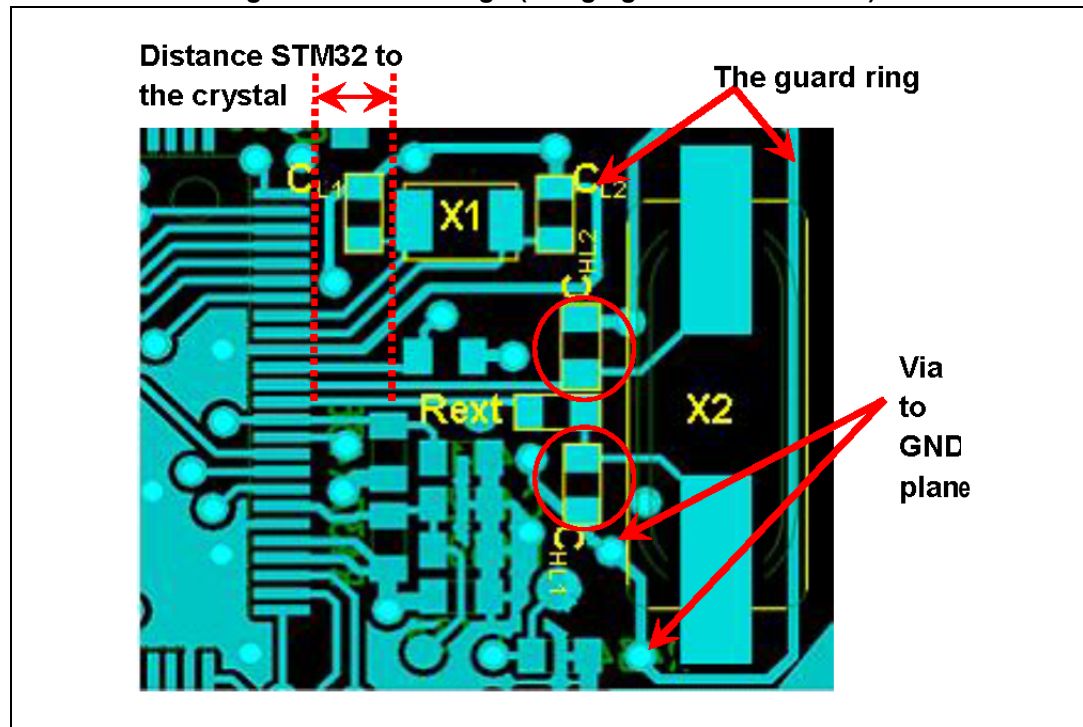 Distance STM32 to
the crystal
The guard ring
CL1
X1
CL2
CHL2
Rext
X2
Via
to
GND
plane
CHL1